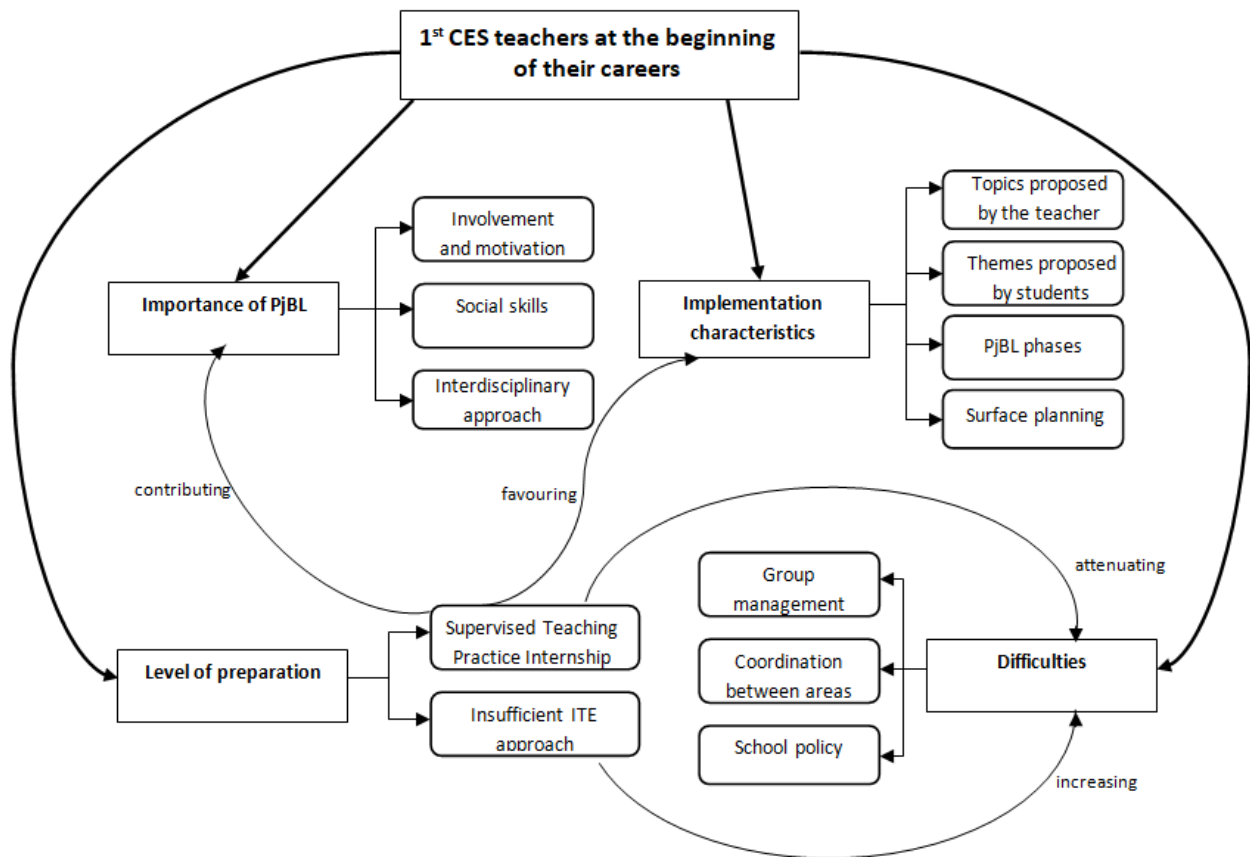 1st CES teachers at the beginning
of their careers
Topics proposed
by the teacher
Involvement
and motivation
Themes proposed
by students
Importance of PjBL
Social skills
Implementation
characteristics
PjBL phases
Interdisciplinary
approach
Surface planning
contributing
favouring
attenuating
Group
management
Supervised Teaching
Practice Internship
Level of preparation
Coordination
between areas
Difficulties
Insufficient ITE
approach
School policy
increasing